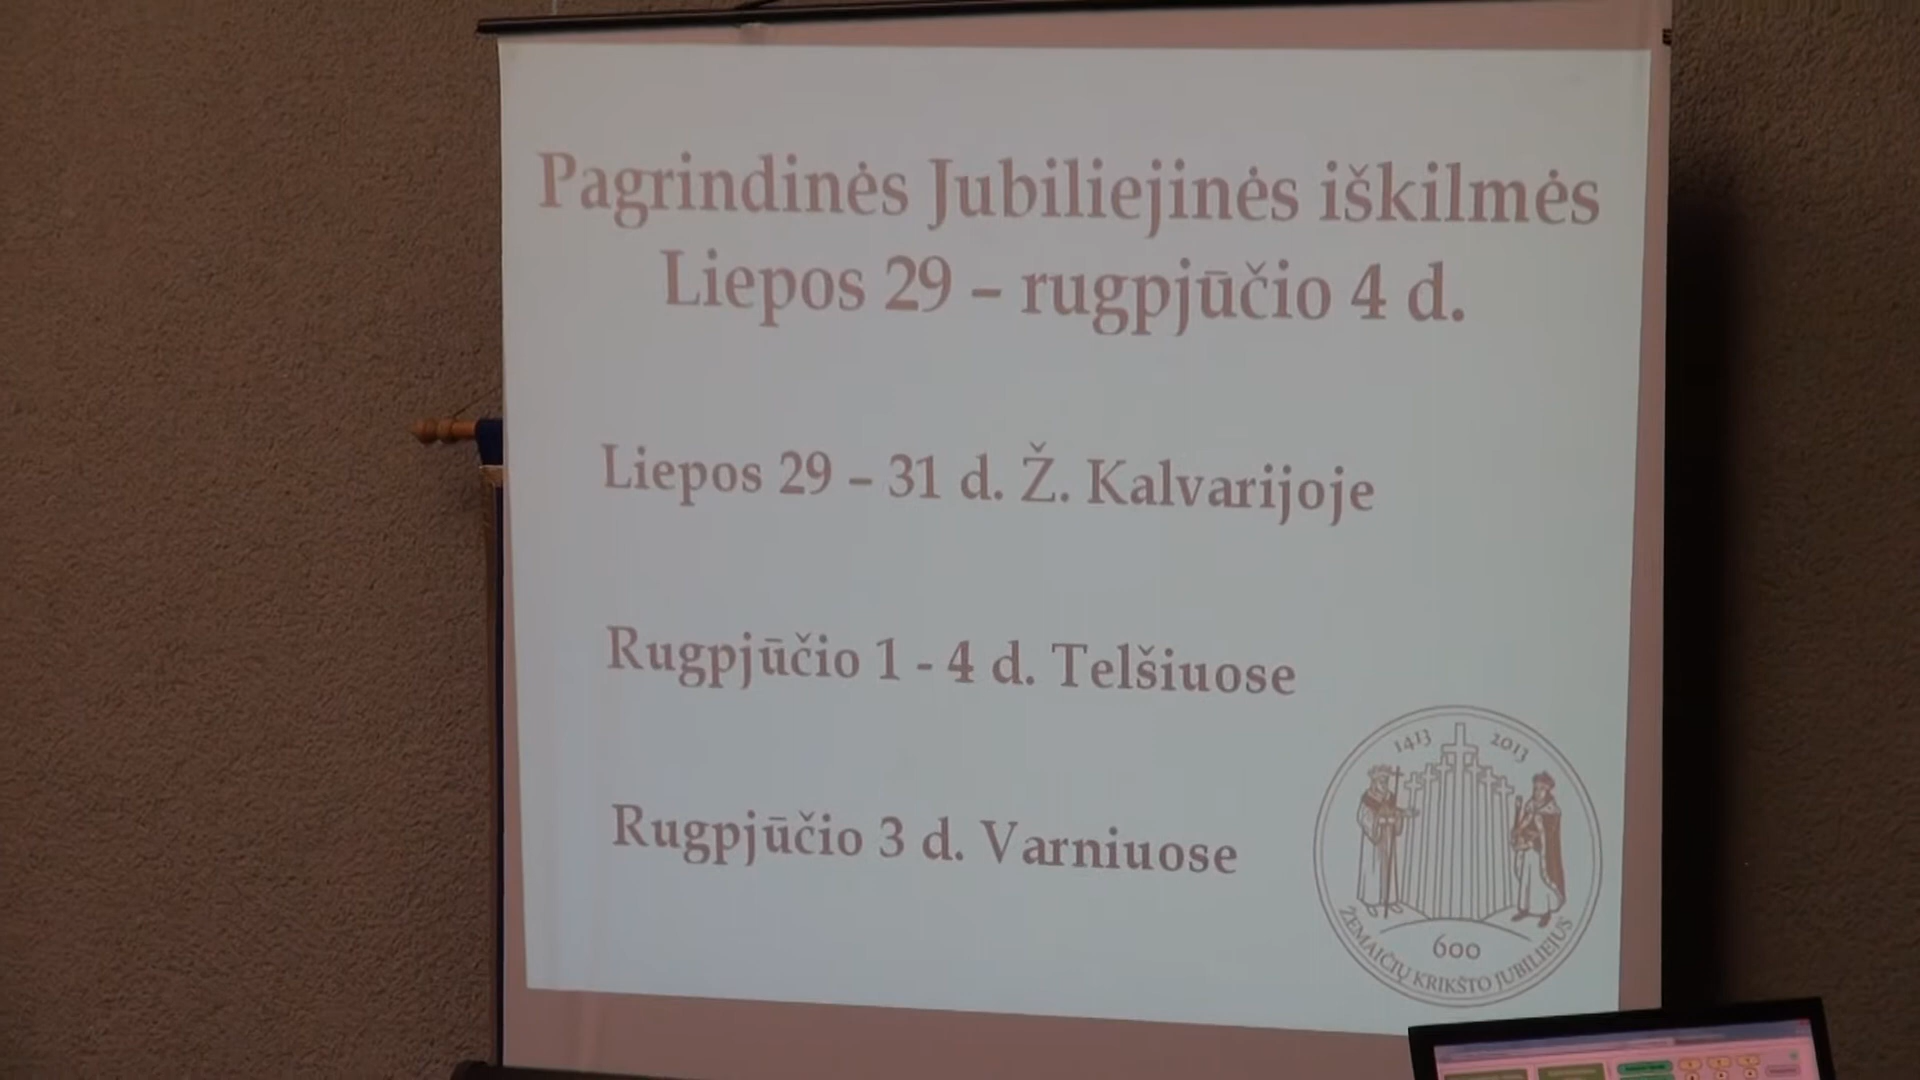 Pagrindinės Jubiliejinės iškilmės
Liepos 29 – rugpjūčio 4 d.
Liepos 29 – 31 d. Ž. Kalvarijoje
Rugpjūčio 1 - 4 d. Telšiuose
Rugpjūčio 3 d. Varniuose
1413 2013
600
ŽEMAIČIŲ KRIKŠTO JUBILIEJUS